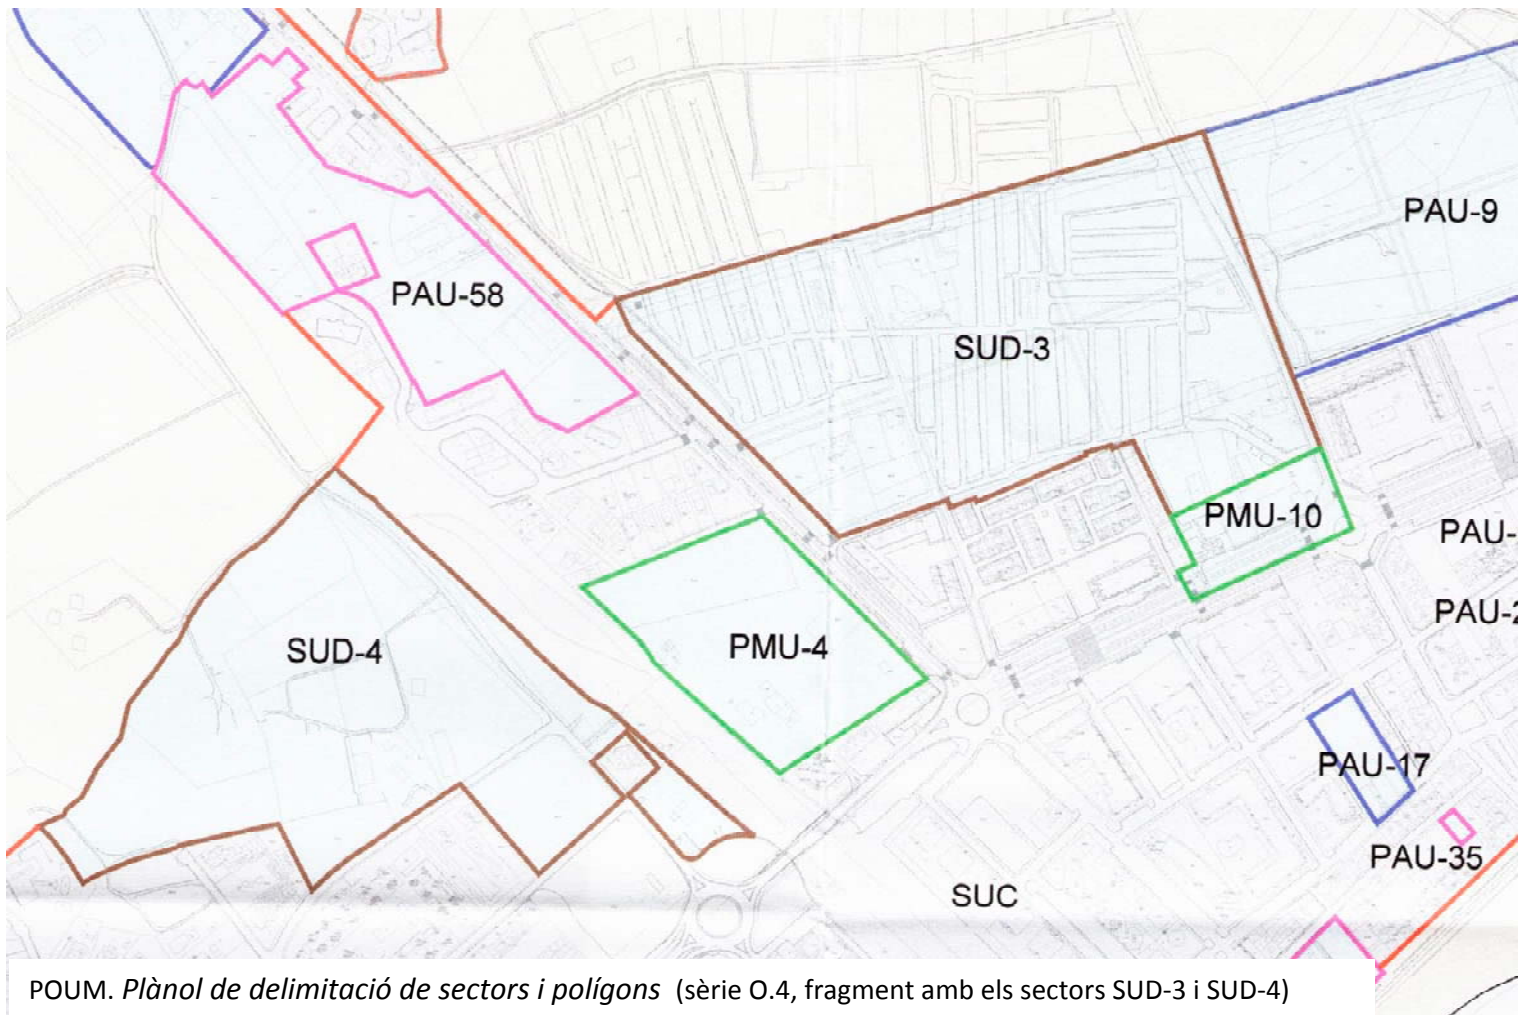 PAU-9
PAU-58
SUD-3
PMU-10
PAU-
PAU-2
SUD-4
PMU-4
PAU-17
PAU-35
SUC
POUM. Plànol de delimitació de sectors i polígons (sèrie O.4, fragment amb els sectors SUD-3 i SUD-4)